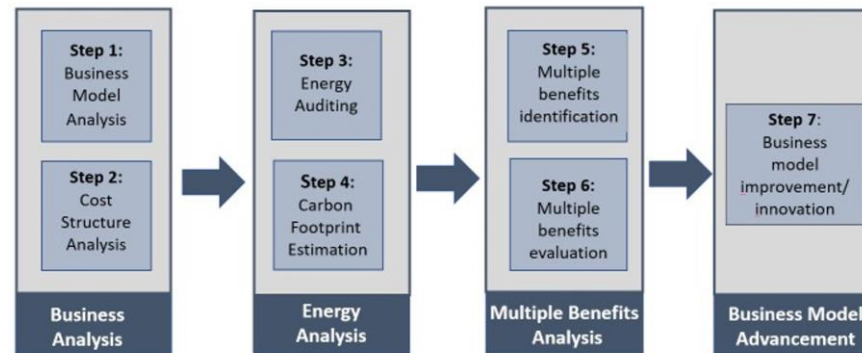 Step 1:
Business
Model
Analysis
Step 2:
Cost
Structure
Analysis
Business
Analysis
Step 3:
Energy
Auditing
Step 4:
Carbon
Footprint
Estimation
Energy
Analysis
Step 5:
Multiple
benefits
identification
Step 6:
Multiple
benefits
evaluation
Multiple Benefits
Analysis
Step 7:
Business
model
improvement/
innovation
Business Model
Advancement